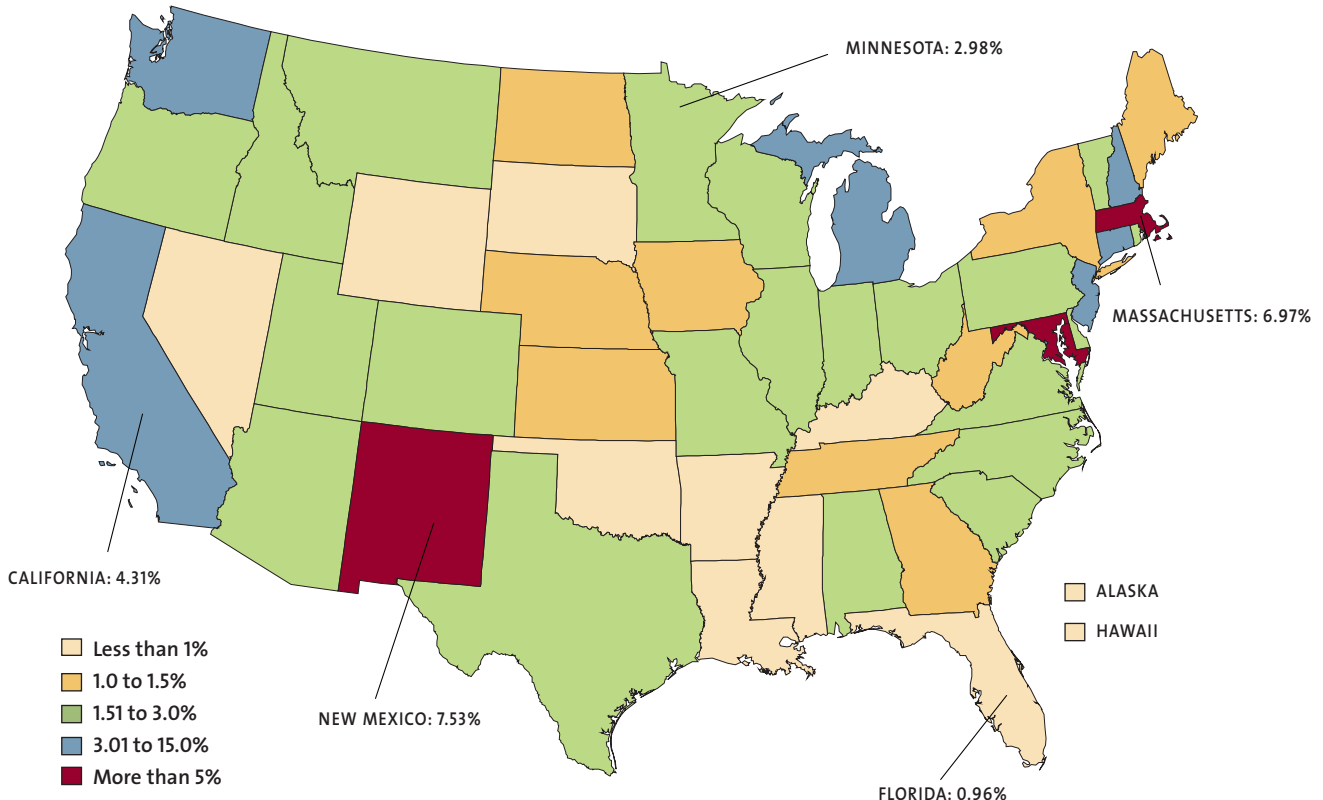 MINNESOTA: 2.98%
MASSACHUSETTS: 6.97%
CALIFORNIA: 4.31%
ALASKA
HAWAII
Less than 1%
1.0 to 1.5%
1.51 to 3.0%
3.01 to 15.0%
More than 5%
NEW MEXICO: 7.53%
FLORIDA: 0.96%